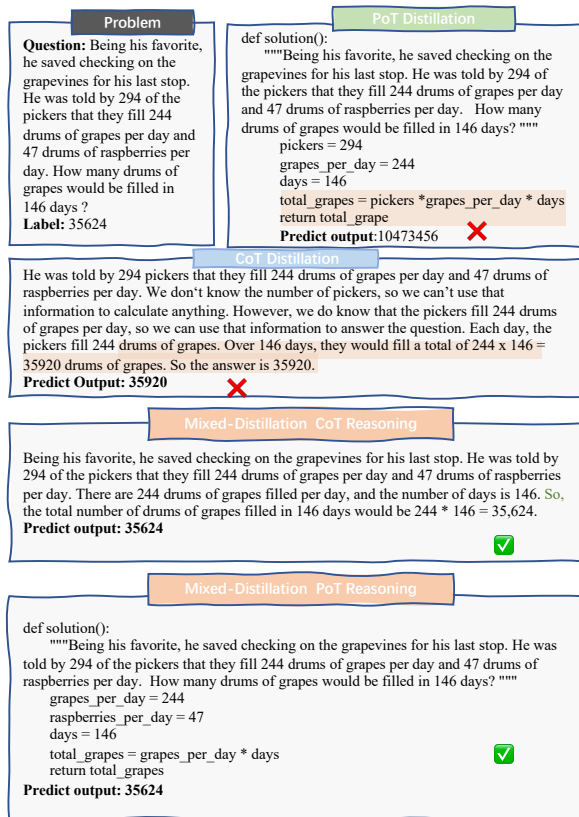 Problem
Question: Being his favorite,
he saved checking on the
grapevines for his last stop.
He was told by 294 of the
pickers that they fill 244
drums of grapes per day and
47 drums of raspberries per
day. How many drums of
grapes would be filled in
146 days ?
Label: 35624
PoT Distillation
def solution():
"""Being his favorite, he saved checking on the
grapevines for his last stop. He was told by 294 of
the pickers that they fill 244 drums of grapes per day
and 47 drums of raspberries per day. How many
drums of grapes would be filled in 146 days? """
pickers = 294
grapes_per_day = 244
days = 146
total_grapes = pickers *grapes_per_day * days
return total_grape
Predict output:10473456
CoT Distillation
He was told by 294 pickers that they fill 244 drums of grapes per day and 47 drums of
raspberries per day. We don't know the number of pickers, so we can't use that
information to calculate anything. However, we do know that the pickers fill 244 drums
of grapes per day, so we can use that information to answer the question. Each day, the
pickers fill 244 drums of grapes. Over 146 days, they would fill a total of 244 x 146 =
35920 drums of grapes. So the answer is 35920.
Predict Output: 35920
Mixed-Distillation CoT Reasoning
Being his favorite, he saved checking on the grapevines for his last stop. He was told by
294 of the pickers that they fill 244 drums of grapes per day and 47 drums of raspberries
per day. There are 244 drums of grapes filled per day, and the number of days is 146. So,
the total number of drums of grapes filled in 146 days would be 244 * 146 = 35,624.
Predict output: 35624
Mixed-Distillation PoT Reasoning
def solution():
"""Being his favorite, he saved checking on the grapevines for his last stop. He was
told by 294 of the pickers that they fill 244 drums of grapes per day and 47 drums of
raspberries per day. How many drums of grapes would be filled in 146 days? """
grapes_per_day = 244
raspberries_per_day = 47
days = 146
total_grapes = grapes_per_day * days
return total_grapes
Predict output: 35624